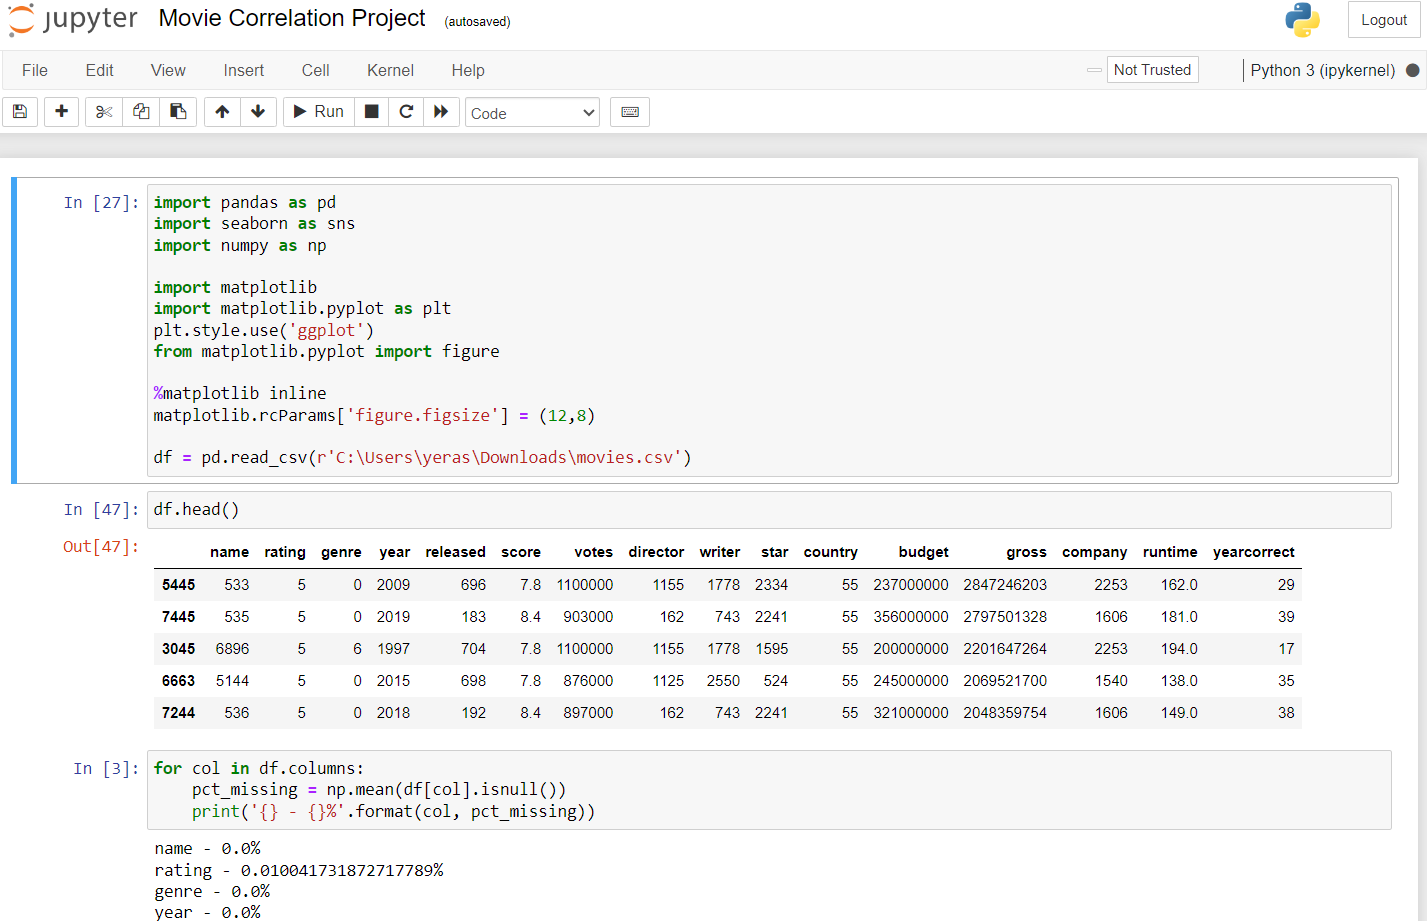 jupyter Movie Correlation Project (autosaved) Logout
File Edit View Insert Cell Kernel Help Not Trusted Python 3 (ipykernel)
Run Code
In [27]: import pandas as pd
import seaborn as sns
import numpy as np
import matplotlib
import matplotlib.pyplot as plt
plt.style.use('ggplot')
from matplotlib.pyplot import figure
%matplotlib inline
matplotlib.rcParams['figure.figsize'] = (12,8)
df = pd.read_csv(r'C:\Users\yeras\Downloads\movies.csv')
In [47]: df.head()
Out[47]:
name rating genre year released score votes director writer star country budget gross company runtime yearcorrect
5445 533 5 0 2009 696 7.8 1100000 1155 1778 2334 55 237000000 2847246203 2253 162.0 29
7445 535 5 0 2019 183 8.4 903000 162 743 2241 55 356000000 2797501328 1606 181.0 39
3045 6896 5 6 1997 704 7.8 1100000 1155 1778 1595 55 200000000 2201647264 2253 194.0 17
6663 5144 5 0 2015 698 7.8 876000 1125 2550 524 55 245000000 2069521700 1540 138.0 35
7244 536 5 0 2018 192 8.4 897000 162 743 2241 55 321000000 2048359754 1606 149.0 38
In [3]: for col in df.columns:
    pct_missing = np.mean(df[col].isnull())
    print('{} - {}%'.format(col, pct_missing))
name - 0.0%
rating - 0.010041731872717789%
genre - 0.0%
year - 0.0%